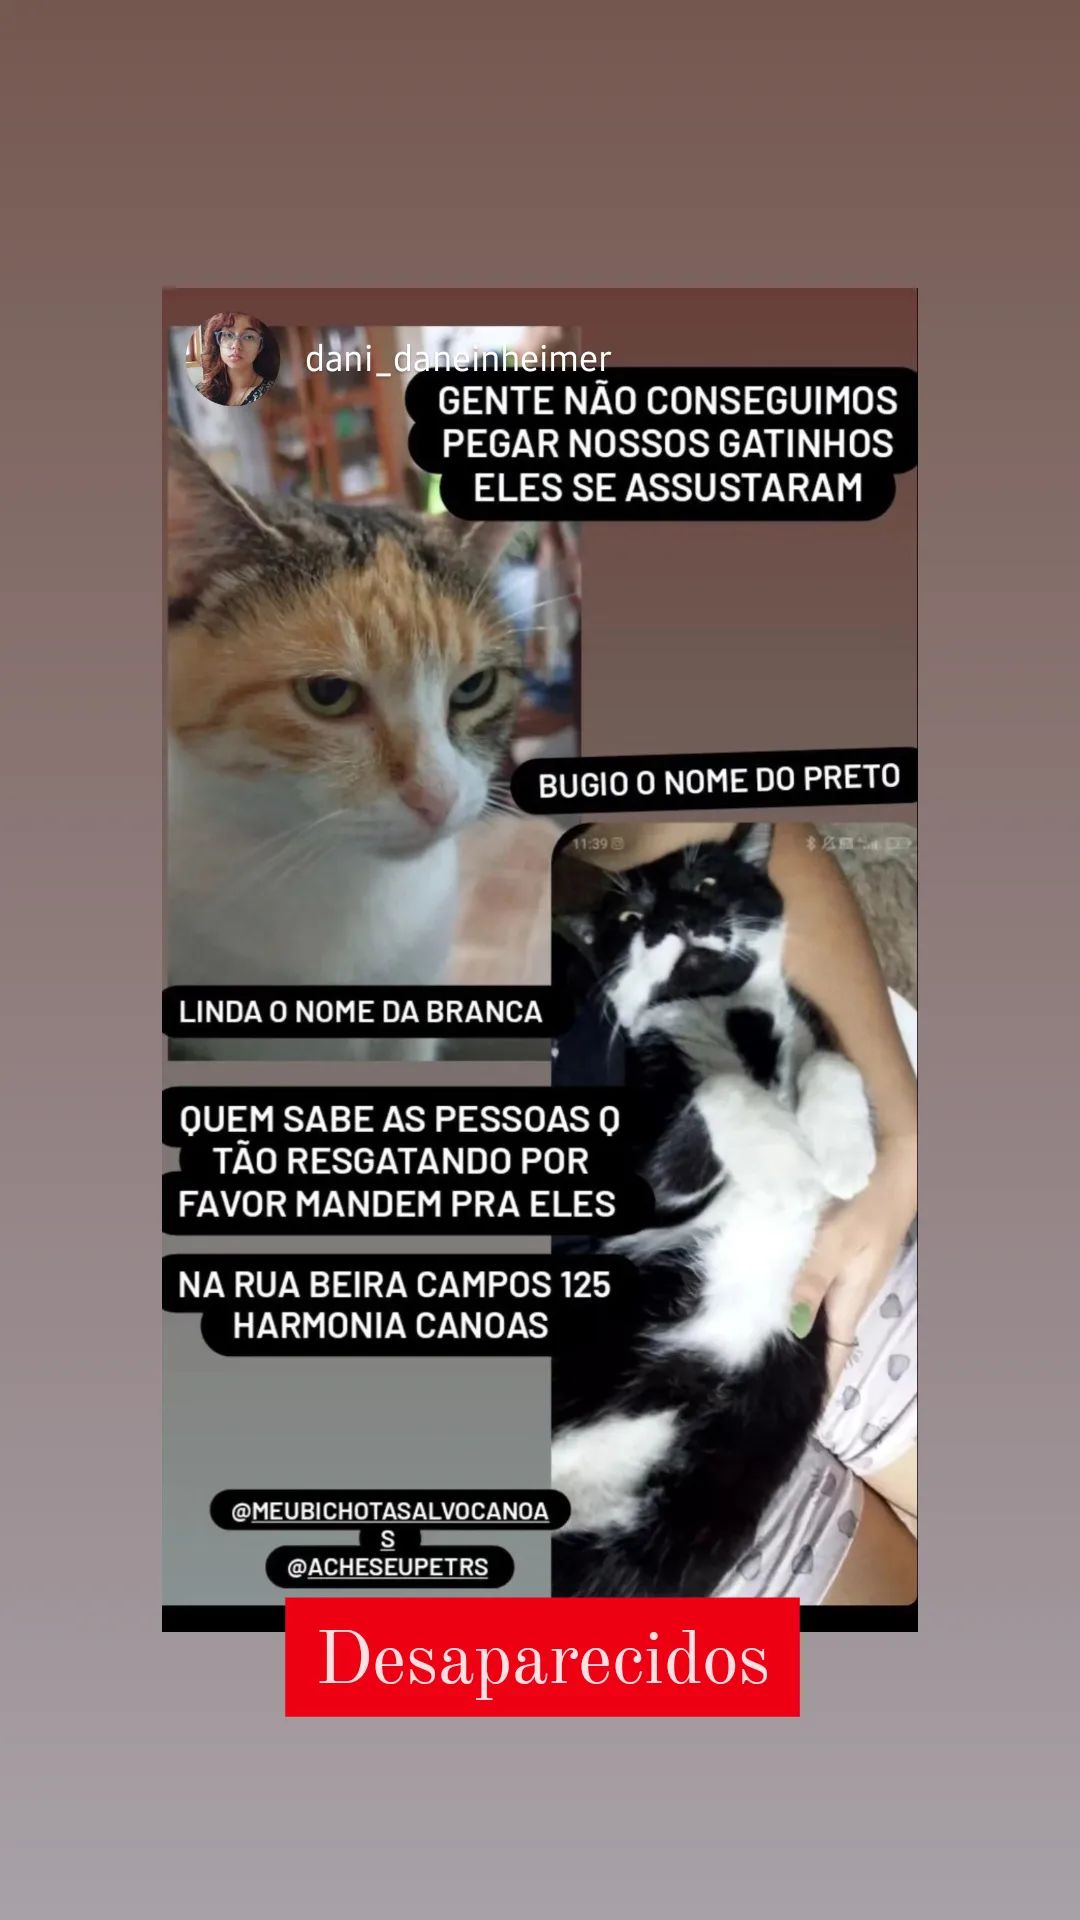 dani_daneinheimer
GENTE NÃO CONSEGUIMOS
PEGAR NOSSOS GATINHOS
ELES SE ASSUSTARAM
BUGIO O NOME DO PRETO
11:39
LINDA O NOME DA BRANCA
QUEM SABE AS PESSOAS Q
TÃO RESGATANDO POR
FAVOR MANDEM PRA ELES
NA RUA BEIRA CAMPOS 125
HARMONIA CANOAS
@MEUBICHOTASALVOCANOA
S
@ACHESEUPETRS
Desaparecidos